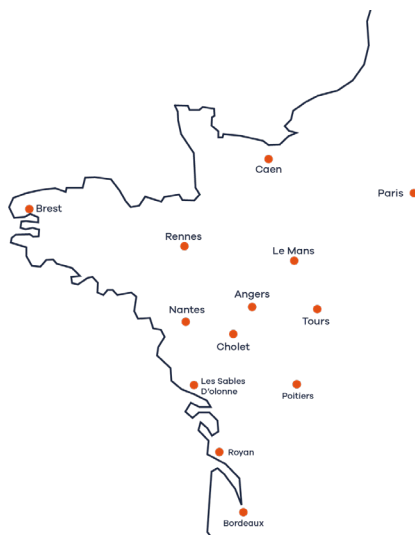 Caen
Paris
Brest
Rennes
Le Mans
Angers
Nantes
Tours
Cholet
Les Sables
D'olonne
Poitiers
Royan
Bordeaux